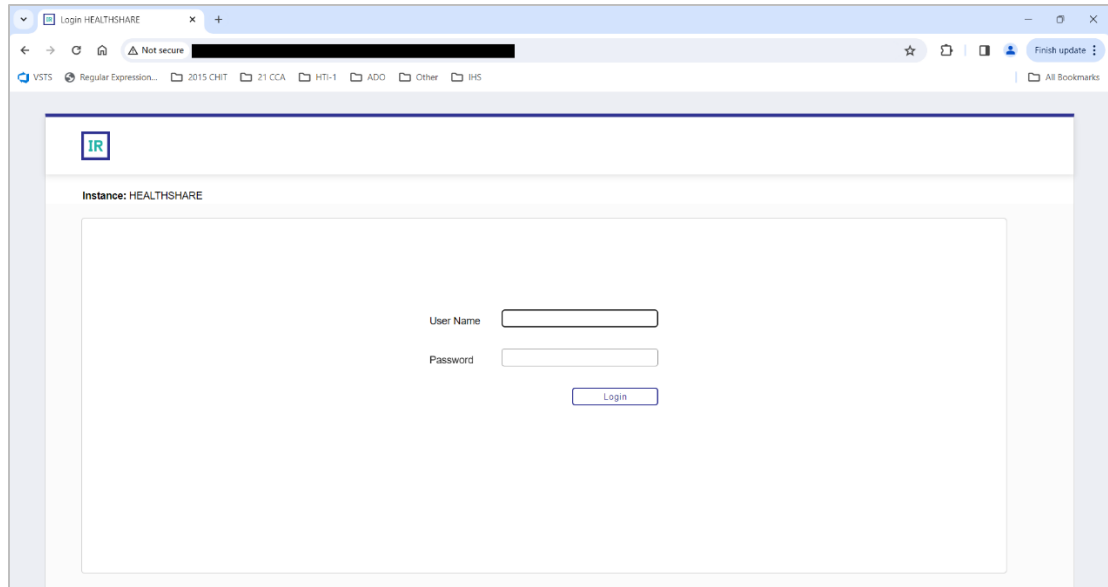 IR Login HEALTHSHARE
Not secure
Finish update
VSTS Regular Expression... 2015 CHIT 21 CCA HTI-1 ADO Other IHS All Bookmarks
IR
Instance: HEALTHSHARE
User Name
Password
Login